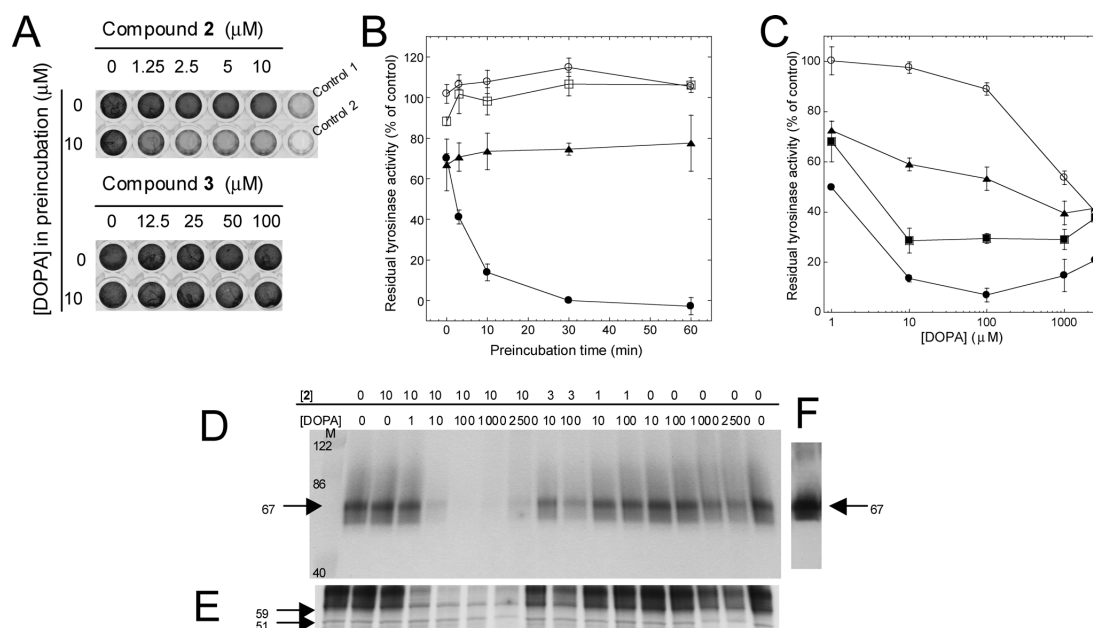 A
Compound 2 (μM)
0 1.25 2.5 5 10
Control 1
Control 2
[DOPA] in preincubation (μM)
0
10
Compound 3 (μM)
0 12.5 25 50 100
0
10
B
Residual tyrosinase activity (% of control)
120
100
80
60
40
20
0
0 10 20 30 40 50 60
Preincubation time (min)
C
Residual tyrosinase activity (% of control)
100
80
60
40
20
0
1 10 100 1000
[DOPA] (μM)
D
[2] 0 10 10 10 10 10 10 3 3 1 1 0 0 0 0 0
[DOPA] 0 0 1 10 100 1000 2500 10 100 10 100 10 100 1000 2500 0
M
122
86
67
40
F
67
E
59
51